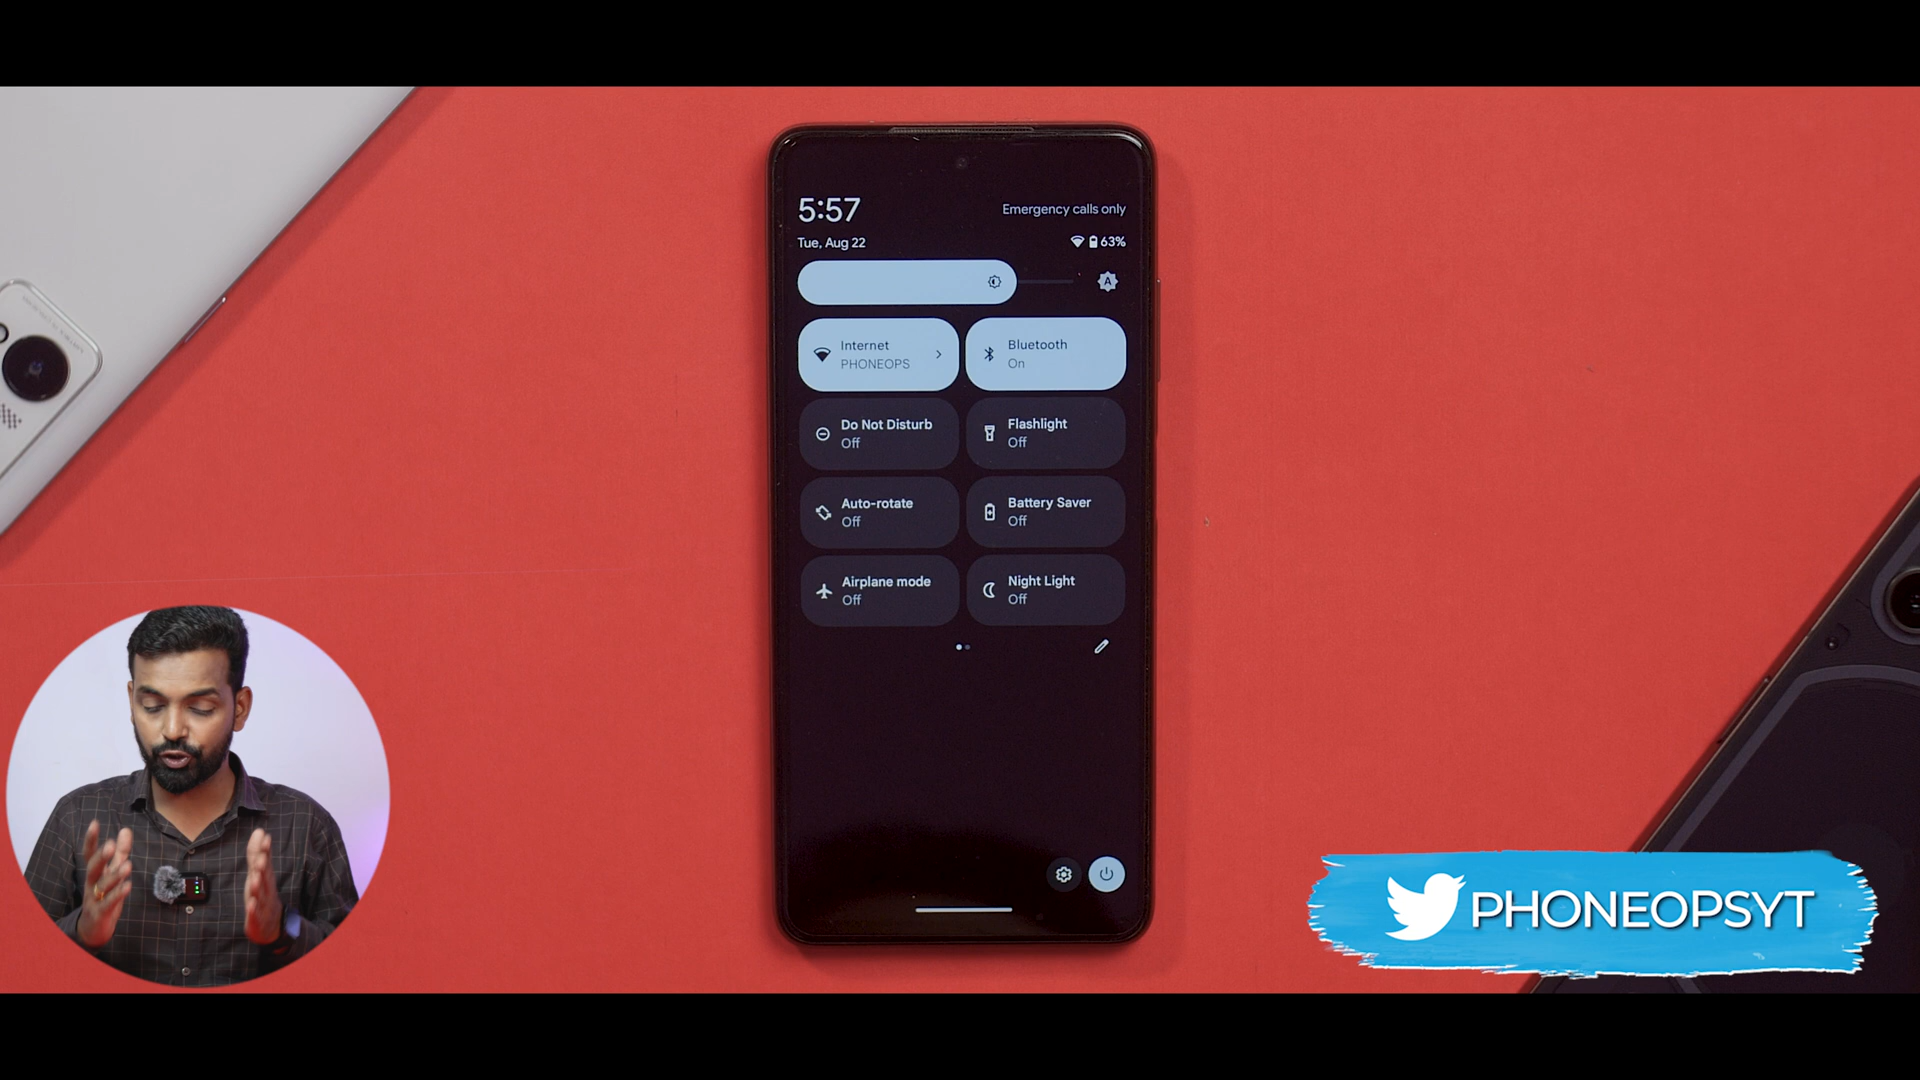 5:57
Emergency calls only
Tue, Aug 22
63%
A
Internet
PHONEOPS
Bluetooth
On
Do Not Disturb
Off
Flashlight
Off
Auto-rotate
Off
Battery Saver
Off
Airplane mode
Off
Night Light
Off
PHONEOPSYT